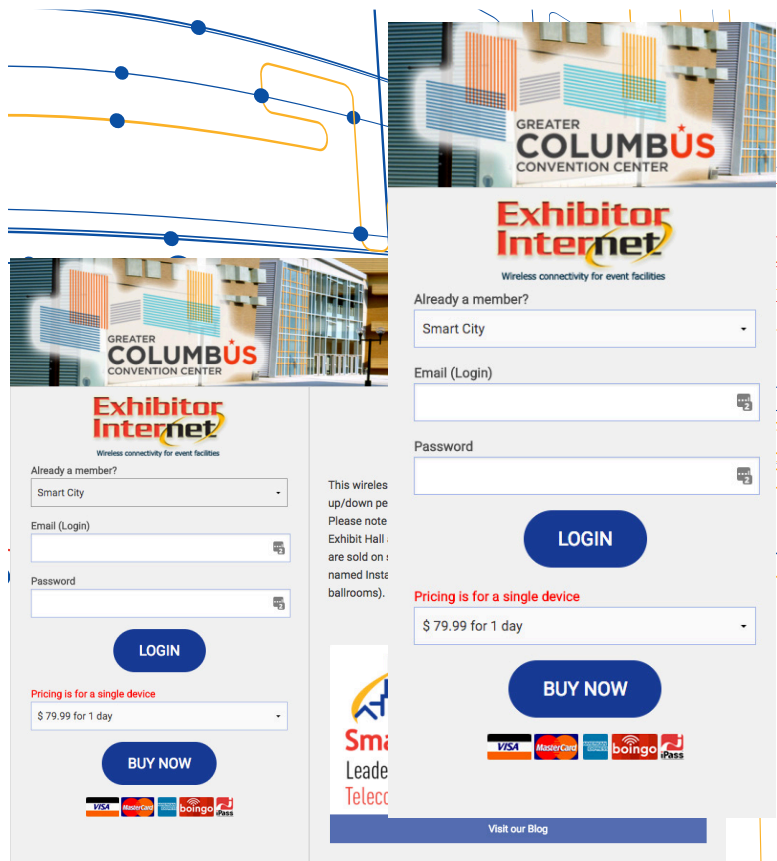 GREATER
COLUMBUS
CONVENTION CENTER
Exhibitor
Internet
Wireless connectivity for event facilities
Already a member?
Smart City
Email (Login)
Password
LOGIN
Pricing is for a single device
$ 79.99 for 1 day
BUY NOW
VISA MasterCard boingo iPass
This wireles
up/down pe
Please note
Exhibit Hall
are sold on
named Insta
ballrooms).
Sma
Leade
Telec
Visit our Blog
GREATER
COLUMBUS
CONVENTION CENTER
Exhibitor
Internet
Wireless connectivity for event facilities
Already a member?
Smart City
Email (Login)
Password
LOGIN
Pricing is for a single device
$ 79.99 for 1 day
BUY NOW
VISA MasterCard boingo iPass